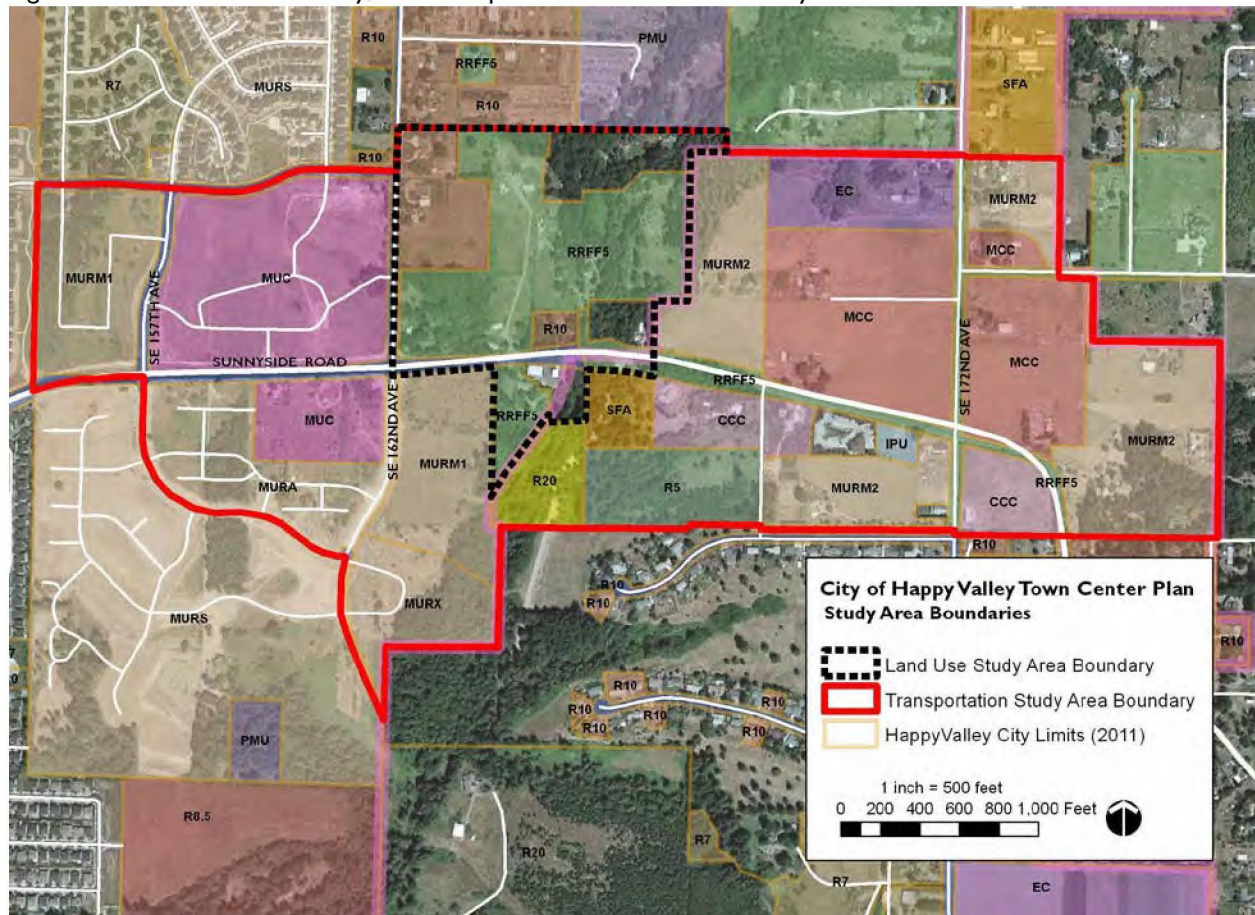 PMU
R10
SFA
RRFF5
R7
MURS
R10
R10
EC
MURM2
RRFF5
MURM1
MUC
MURM2
MCC
SE 157TH AVE
R10
MCC
MCC
SUNNYSIDE ROAD
SE 172ND AVE
RRFF5
MUC
RRFF5
SFA
CCC
SE 162ND AVE
MURM1
IPU
MURM2
MURA
R20
R5
MURM2
CCC
RRFF5
R10
R10
R10
MURX
MURS
City of Happy Valley Town Center Plan
Study Area Boundaries
Land Use Study Area Boundary
Transportation Study Area Boundary
HappyValley City Limits (2011)
1 inch = 500 feet
0 200 400 600 800 1,000 Feet
R10
R10
R10
R10
R10
R10
PMU
R8.5
R7
R20
R7
EC